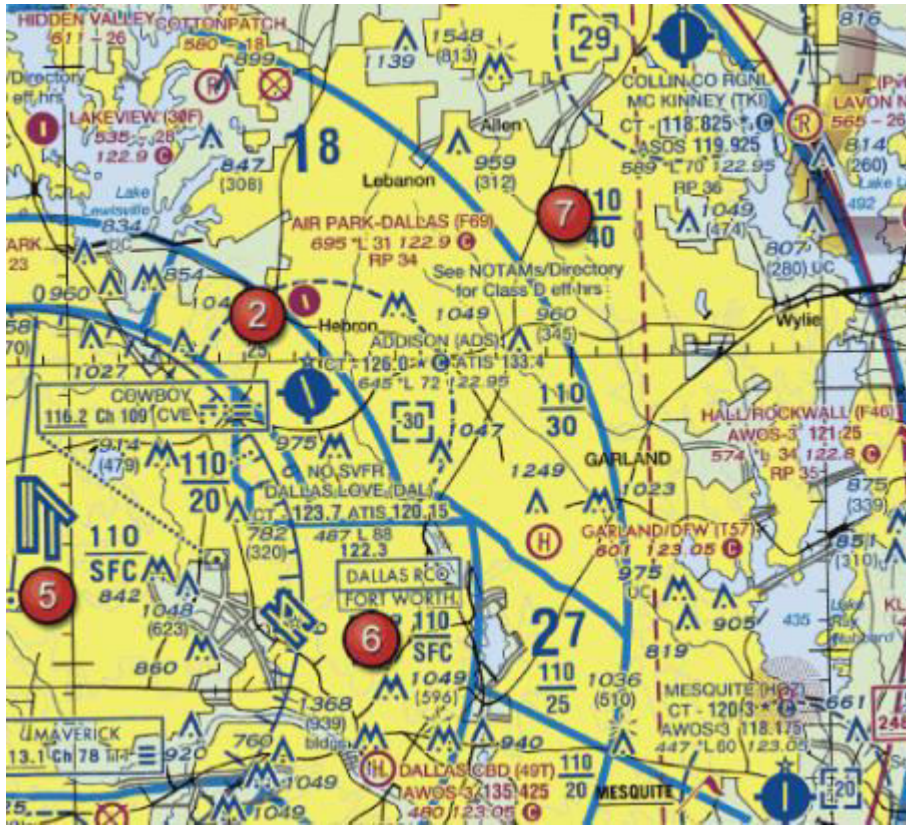 HIDDEN VALLEY
611 - 26
COTTONPATCH
580 - 18
899
1139
1548
(813)
29
816
/Directory
eff hrs
R
LAKEVIEW (30F)
535 - 28
122.9 C
847
(308)
18
Allen
959
(312)
Lebanon
COLLIN CO RGNL
MC KINNEY (TKI)
CT - 118.825 * C
ASOS 119.925
589 *L 70 122.95
RP 36
LAVON N
565 - 26
R
814
(260)
Lake
Lewisville
834
UC
AIR PARK-DALLAS (F69)
695 *L 31 122.9 C
RP 34
7
110
40
1049
(474)
492
807
(280) UC
ARK
23
854
See NOTAMs/Directory
for Class D eff hrs
960
2
25
Hebron
1049
960
(345)
Wylie
ADDISON (ADS)
CT - 126.0 * C ATIS 133.4
645 *L 72 122.95
1027
COWBOY
116.2 Ch 109 CVE
110
30
30
HALL/ROCKWALL (F46)
AWOS-3 121.25
574 *L 34 122.8 C
RP 35
914
(479)
975
1047
1249
GARLAND
110
20
NO SVFR
DALLAS LOVE (DAL)
CT - 123.7 ATIS 120.15
487 L 88
122.3
1023
875
(339)
782
(320)
H
GARLAND/DFW (T57)
601 123.05 C
851
(310)
110
SFC
842
DALLAS RCO
FORT WORTH
975
UC
5
1048
(623)
6
110
SFC
27
905
435
Lake
Ray
Hubbard
KL
860
819
110
25
1049
(596)
1036
(510)
MESQUITE (HQZ)
CT - 120.3 * C
AWOS-3 118.175
447 *L 60 123.05
661
248
1368
(939)
bldgs
MAVERICK
13.1 Ch 78
920
760
940
1049
H
DALLAS CBD (49T)
AWOS-3 135.425
480 123.05 C
110
20
MESQUITE
20
1049